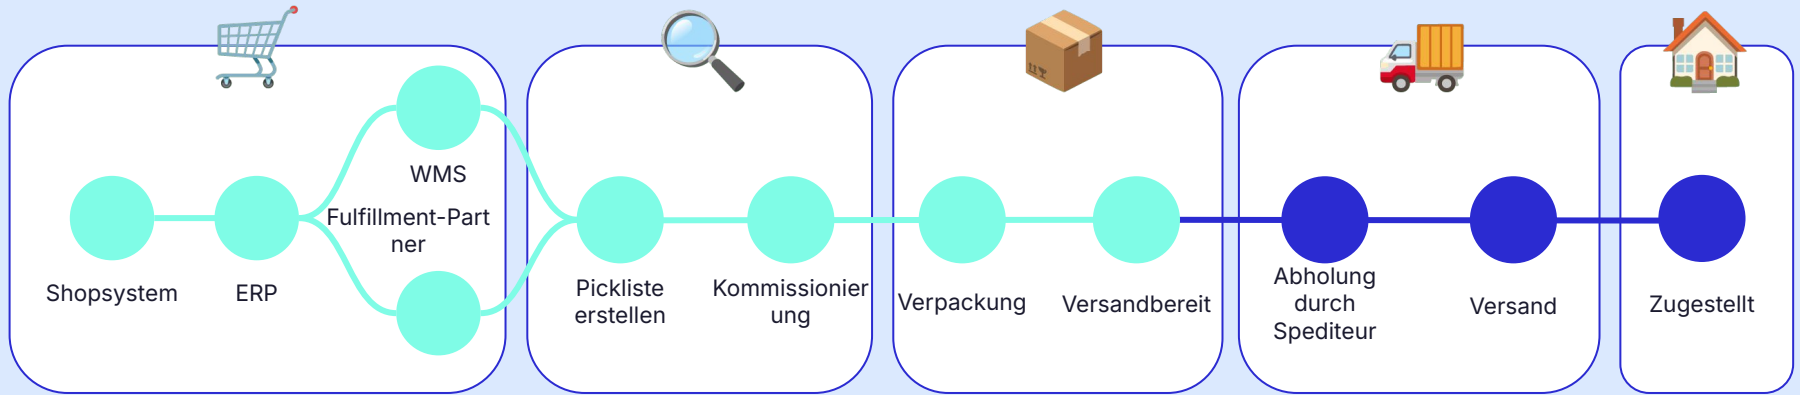 Shopsystem
ERP
WMS
Fulfillment-Part
ner
Pickliste
erstellen
Kommissionier
ung
Verpackung
Versandbereit
Abholung
durch
Spediteur
Versand
Zugestellt